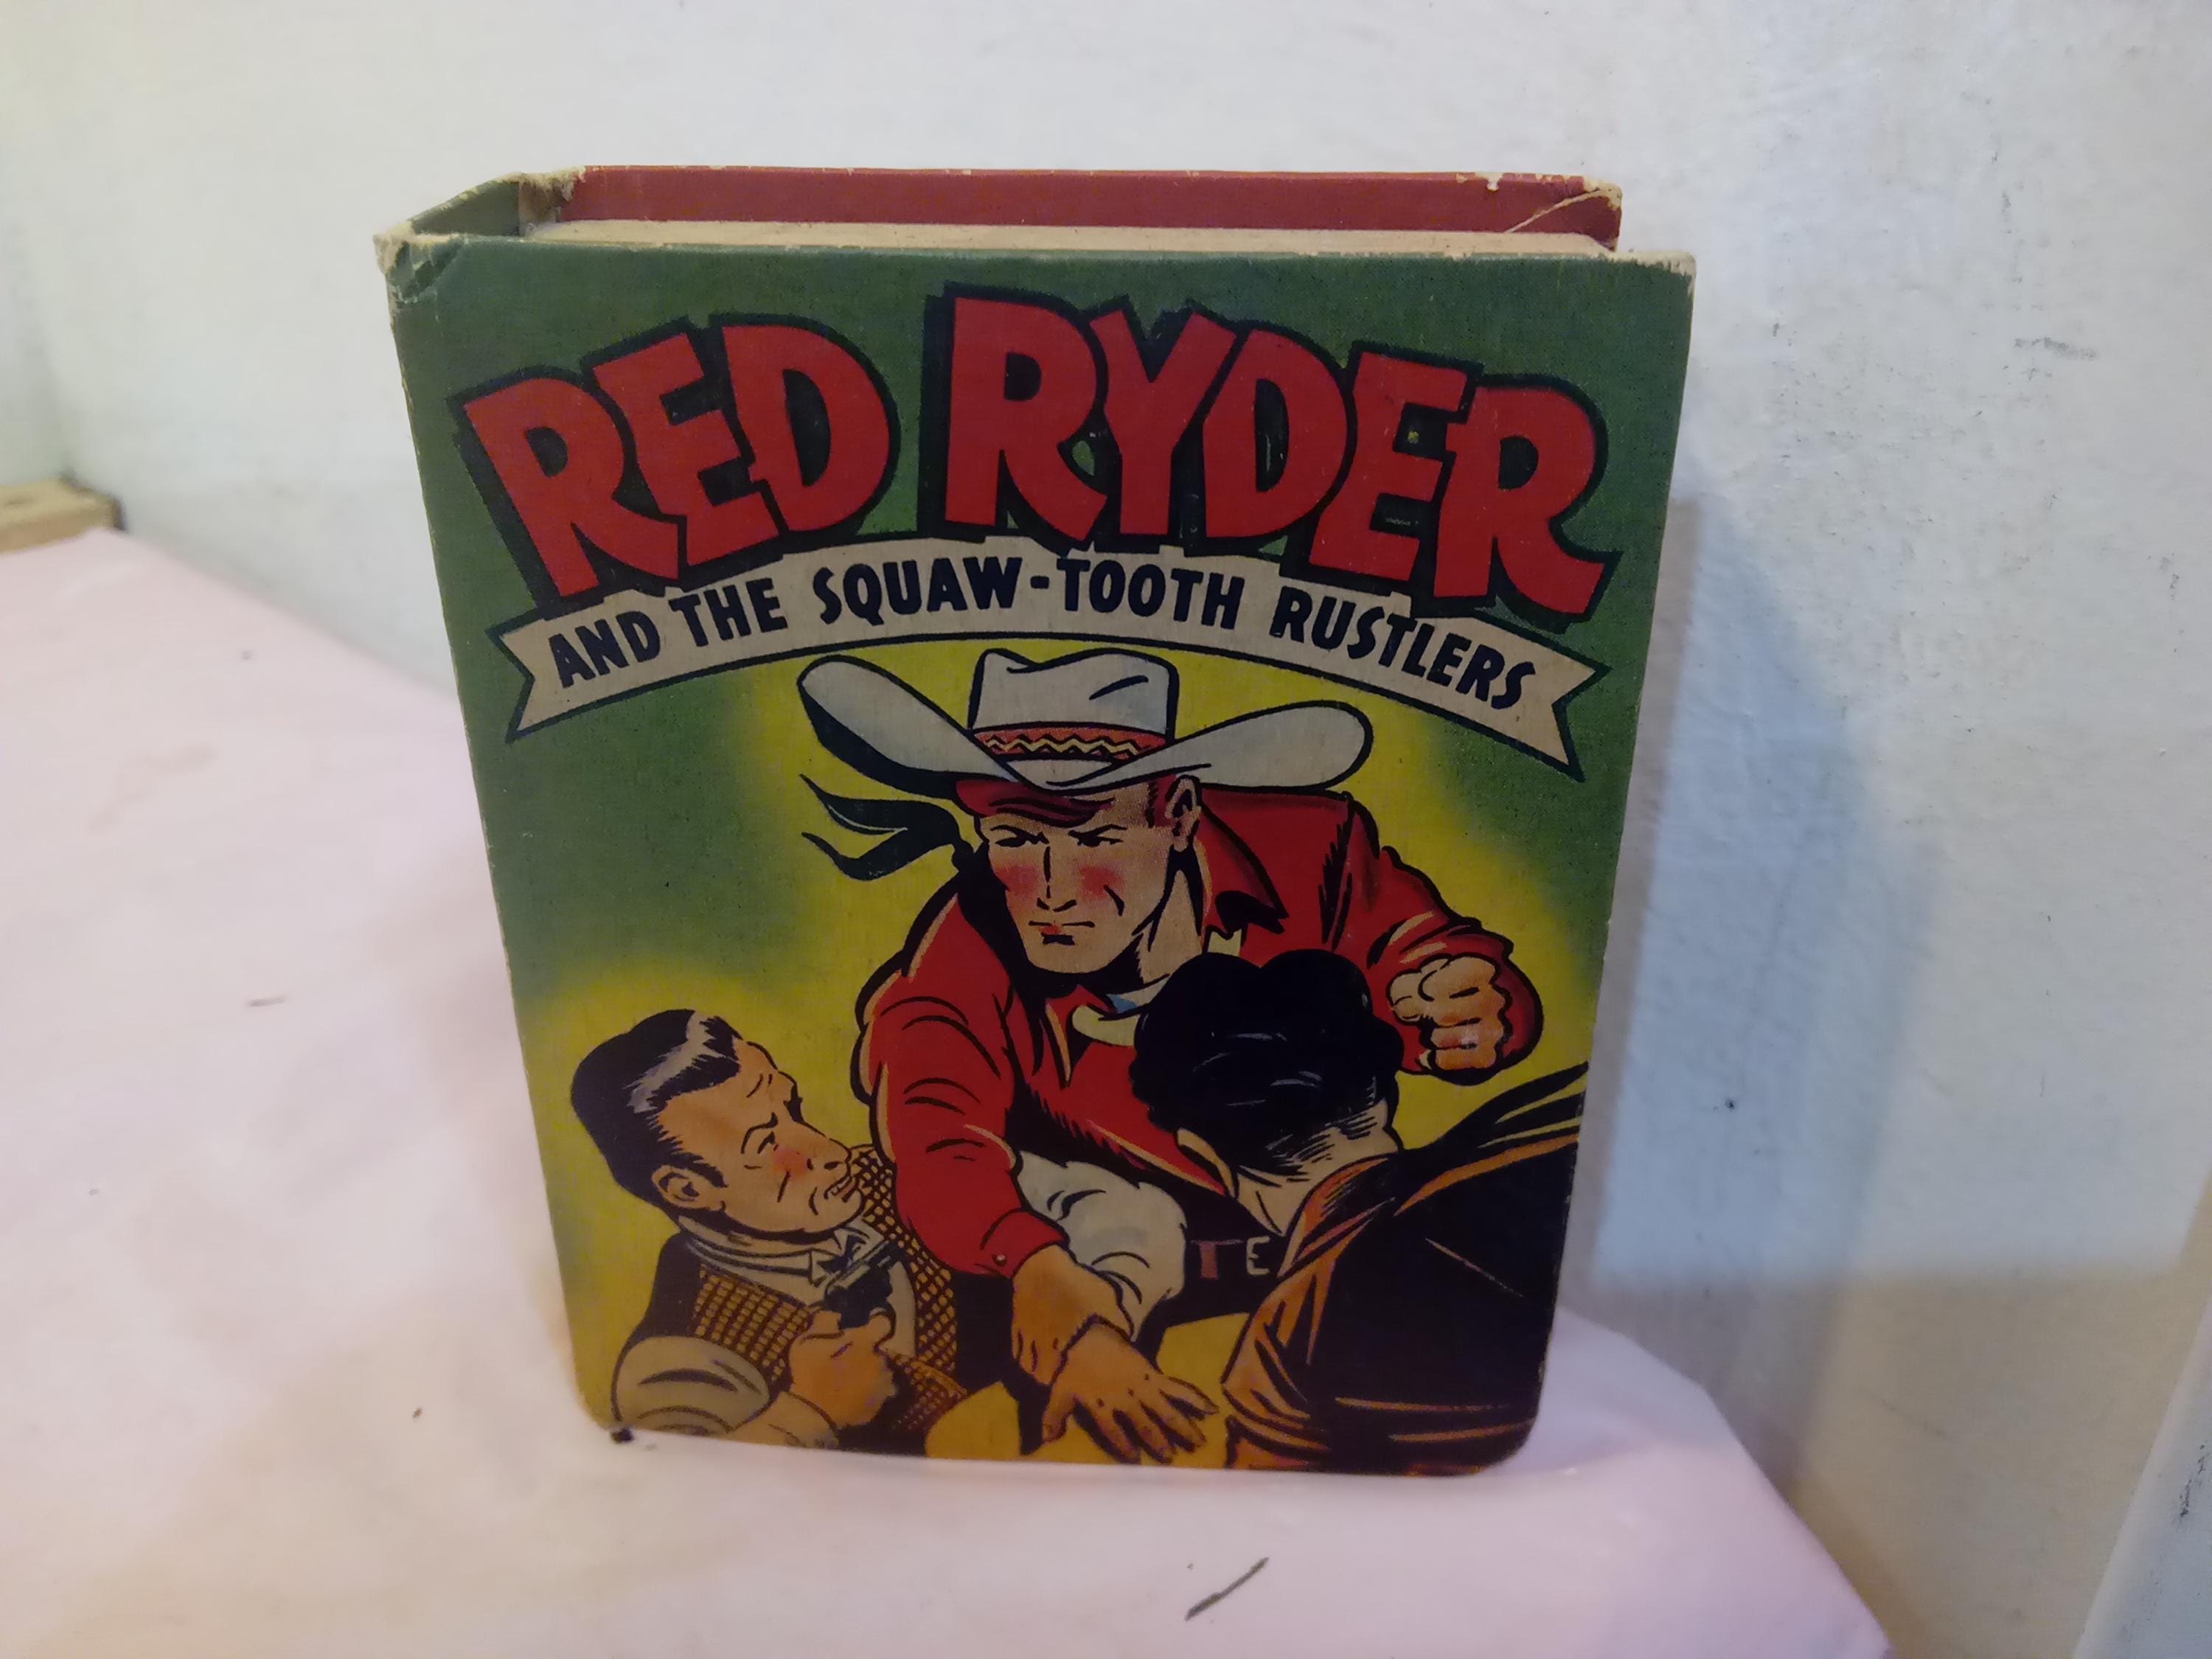 RED RYDER
AND THE SQUAW-TOOTH RUSTLERS